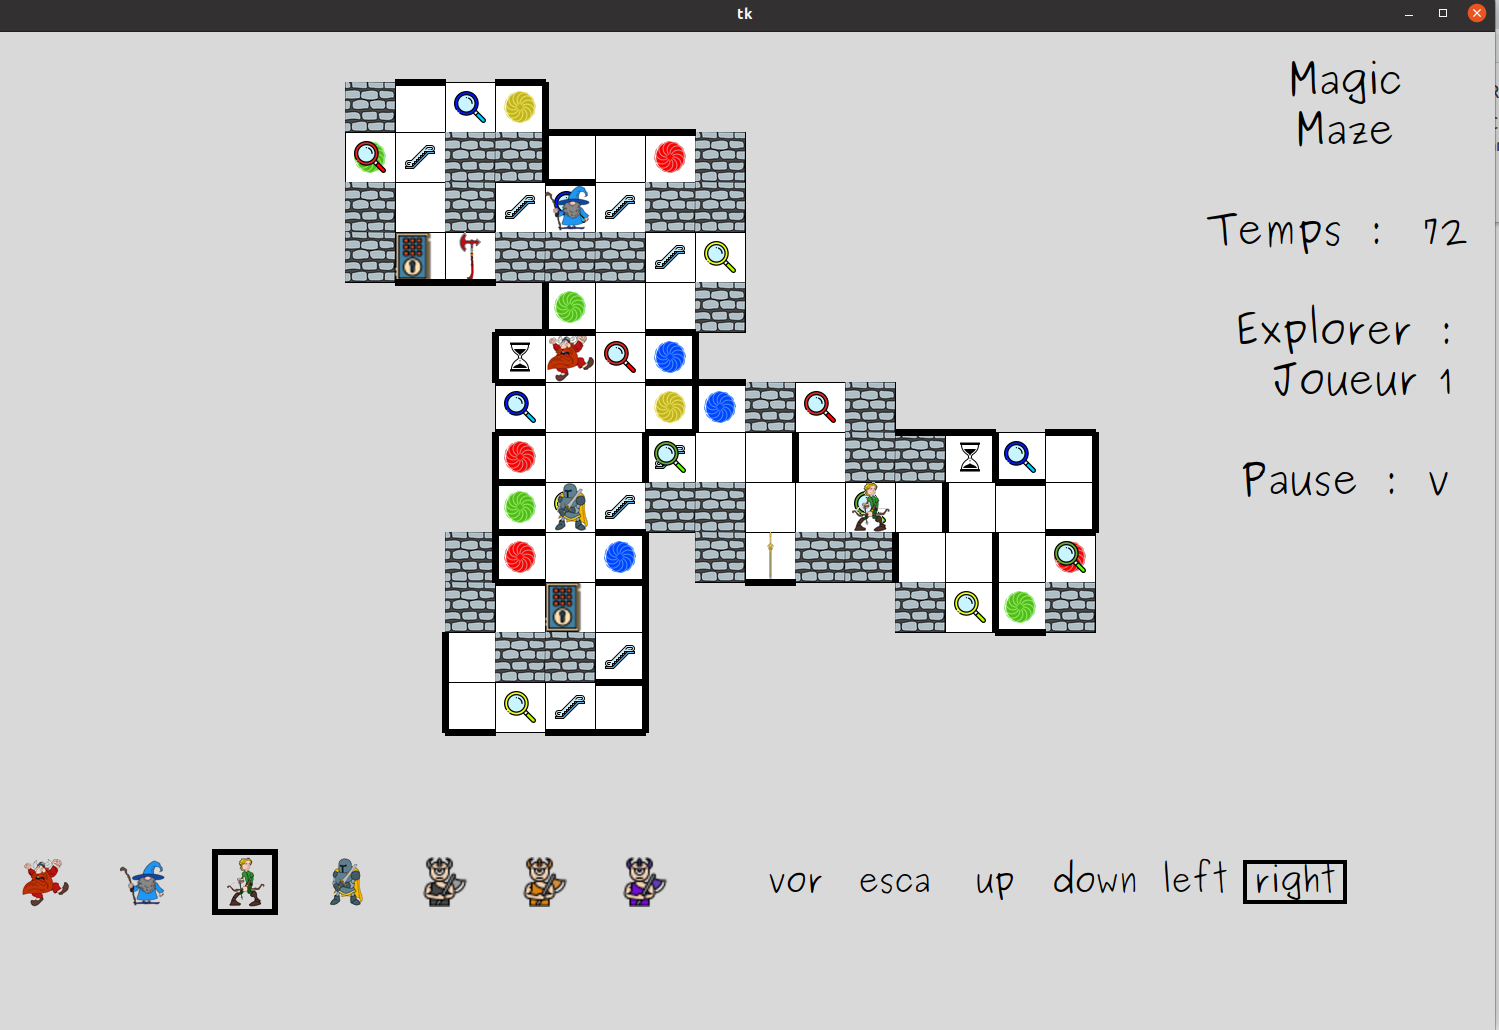 tk
Magic
Maze
Temps : 72
Explorer :
Joueur 1
Pause : v
vor esca up down left right